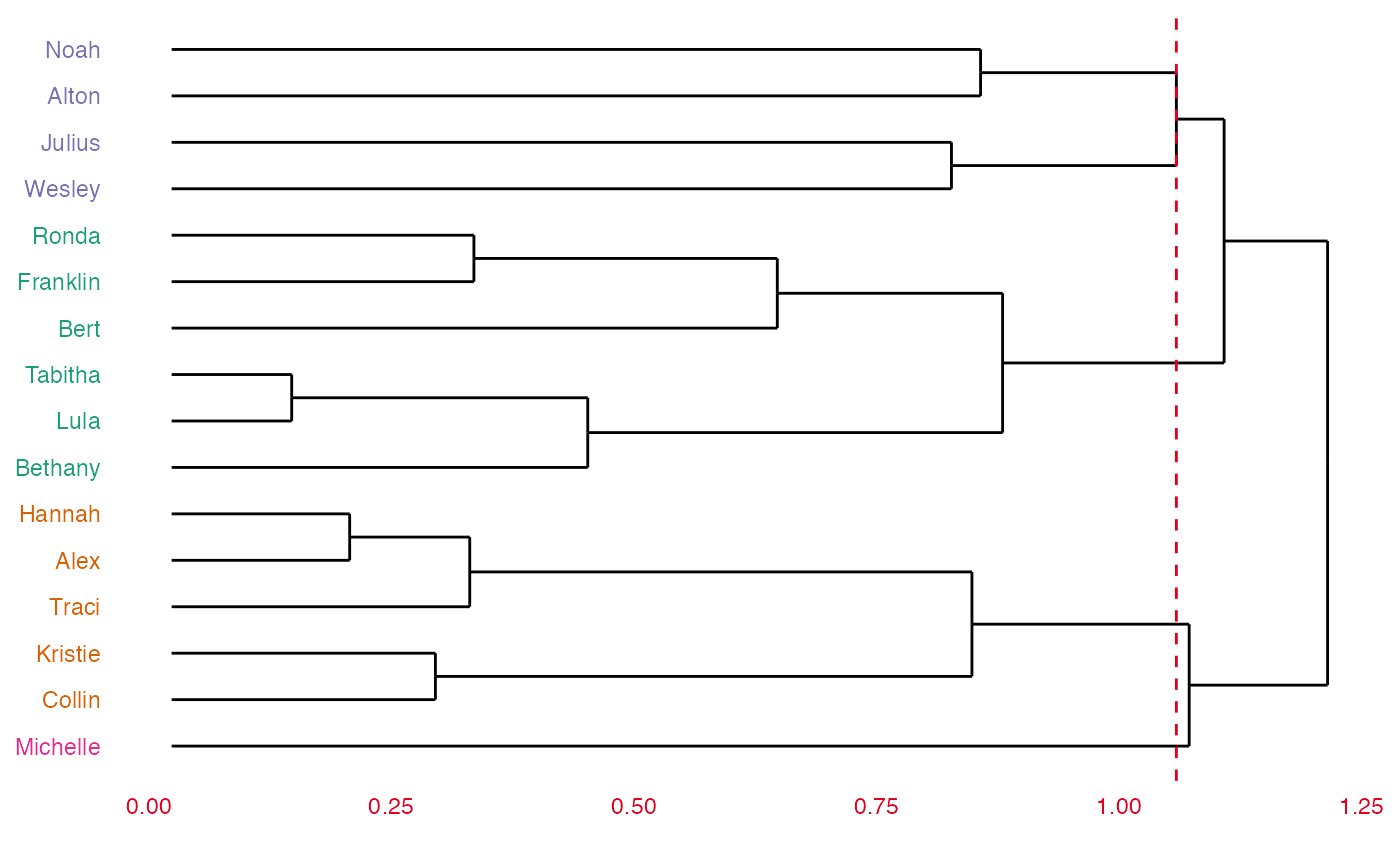 Noah
Alton
Julius
Wesley
Ronda
Franklin
Bert
Tabitha
Lula
Bethany
Hannah
Alex
Traci
Kristie
Collin
Michelle
0.00 0.25 0.50 0.75 1.00 1.25